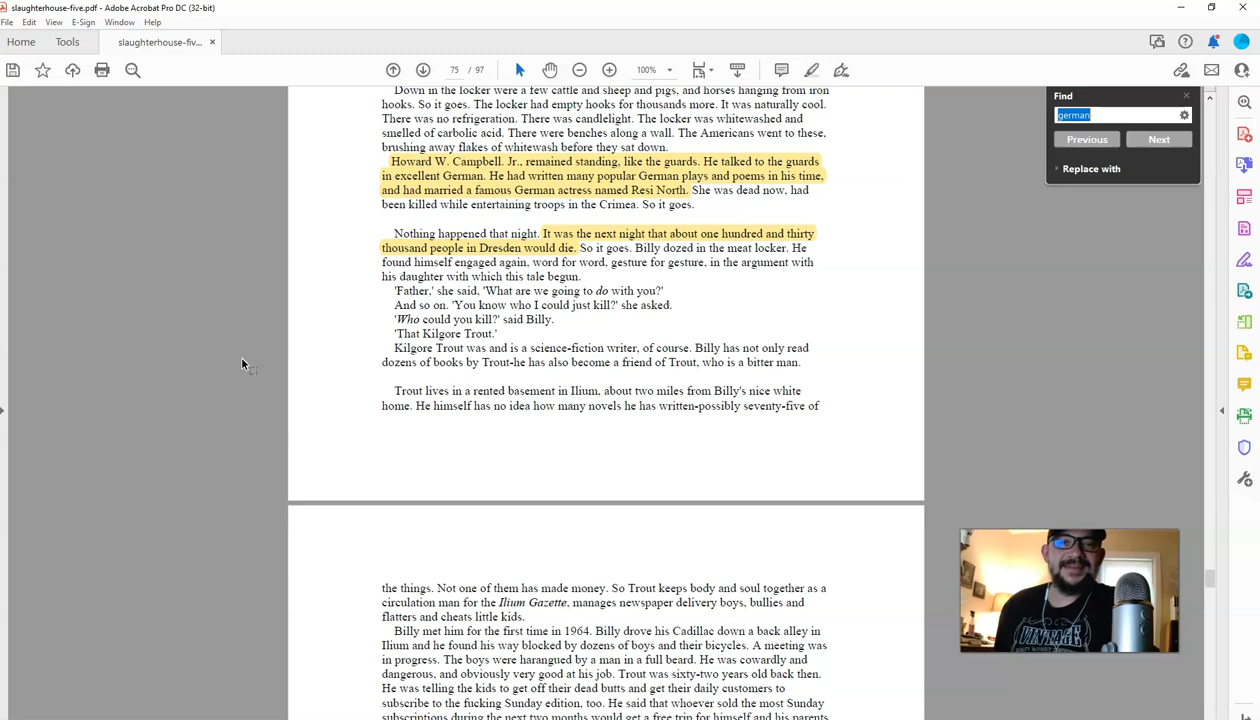 slaughterhouse-five.pdf - Adobe Acrobat Pro DC (32-bit)
File Edit View E-Sign Window Help
Home Tools slaughterhouse-fiv... ×
75 / 97 100%
Down in the locker were a few cattle and sheep and pigs, and horses hanging from iron
hooks. So it goes. The locker had empty hooks for thousands more. It was naturally cool.
There was no refrigeration. There was candlelight. The locker was whitewashed and
smelled of carbolic acid. There were benches along a wall. The Americans went to these,
brushing away flakes of whitewash before they sat down.
Howard W. Campbell. Jr., remained standing, like the guards. He talked to the guards
in excellent German. He had written many popular German plays and poems in his time,
and had married a famous German actress named Resi North. She was dead now, had
been killed while entertaining troops in the Crimea. So it goes.
Nothing happened that night. It was the next night that about one hundred and thirty
thousand people in Dresden would die. So it goes. Billy dozed in the meat locker. He
found himself engaged again, word for word, gesture for gesture, in the argument with
his daughter with which this tale begun.
'Father,' she said, 'What are we going to do with you?'
And so on. 'You know who I could just kill?' she asked.
'Who could you kill?' said Billy.
'That Kilgore Trout.'
Kilgore Trout was and is a science-fiction writer, of course. Billy has not only read
dozens of books by Trout-he has also become a friend of Trout, who is a bitter man.
Trout lives in a rented basement in Ilium, about two miles from Billy's nice white
home. He himself has no idea how many novels he has written-possibly seventy-five of
the things. Not one of them has made money. So Trout keeps body and soul together as a
circulation man for the Ilium Gazette, manages newspaper delivery boys, bullies and
flatters and cheats little kids.
Billy met him for the first time in 1964. Billy drove his Cadillac down a back alley in
Ilium and he found his way blocked by dozens of boys and their bicycles. A meeting was
in progress. The boys were harangued by a man in a full beard. He was cowardly and
dangerous, and obviously very good at his job. Trout was sixty-two years old back then.
He was telling the kids to get off their dead butts and get their daily customers to
subscribe to the fucking Sunday edition, too. He said that whoever sold the most Sunday
subscriptions during the next two months would get a free trip for himself and his parents
Find
german
Previous Next
Replace with
VINTAGE